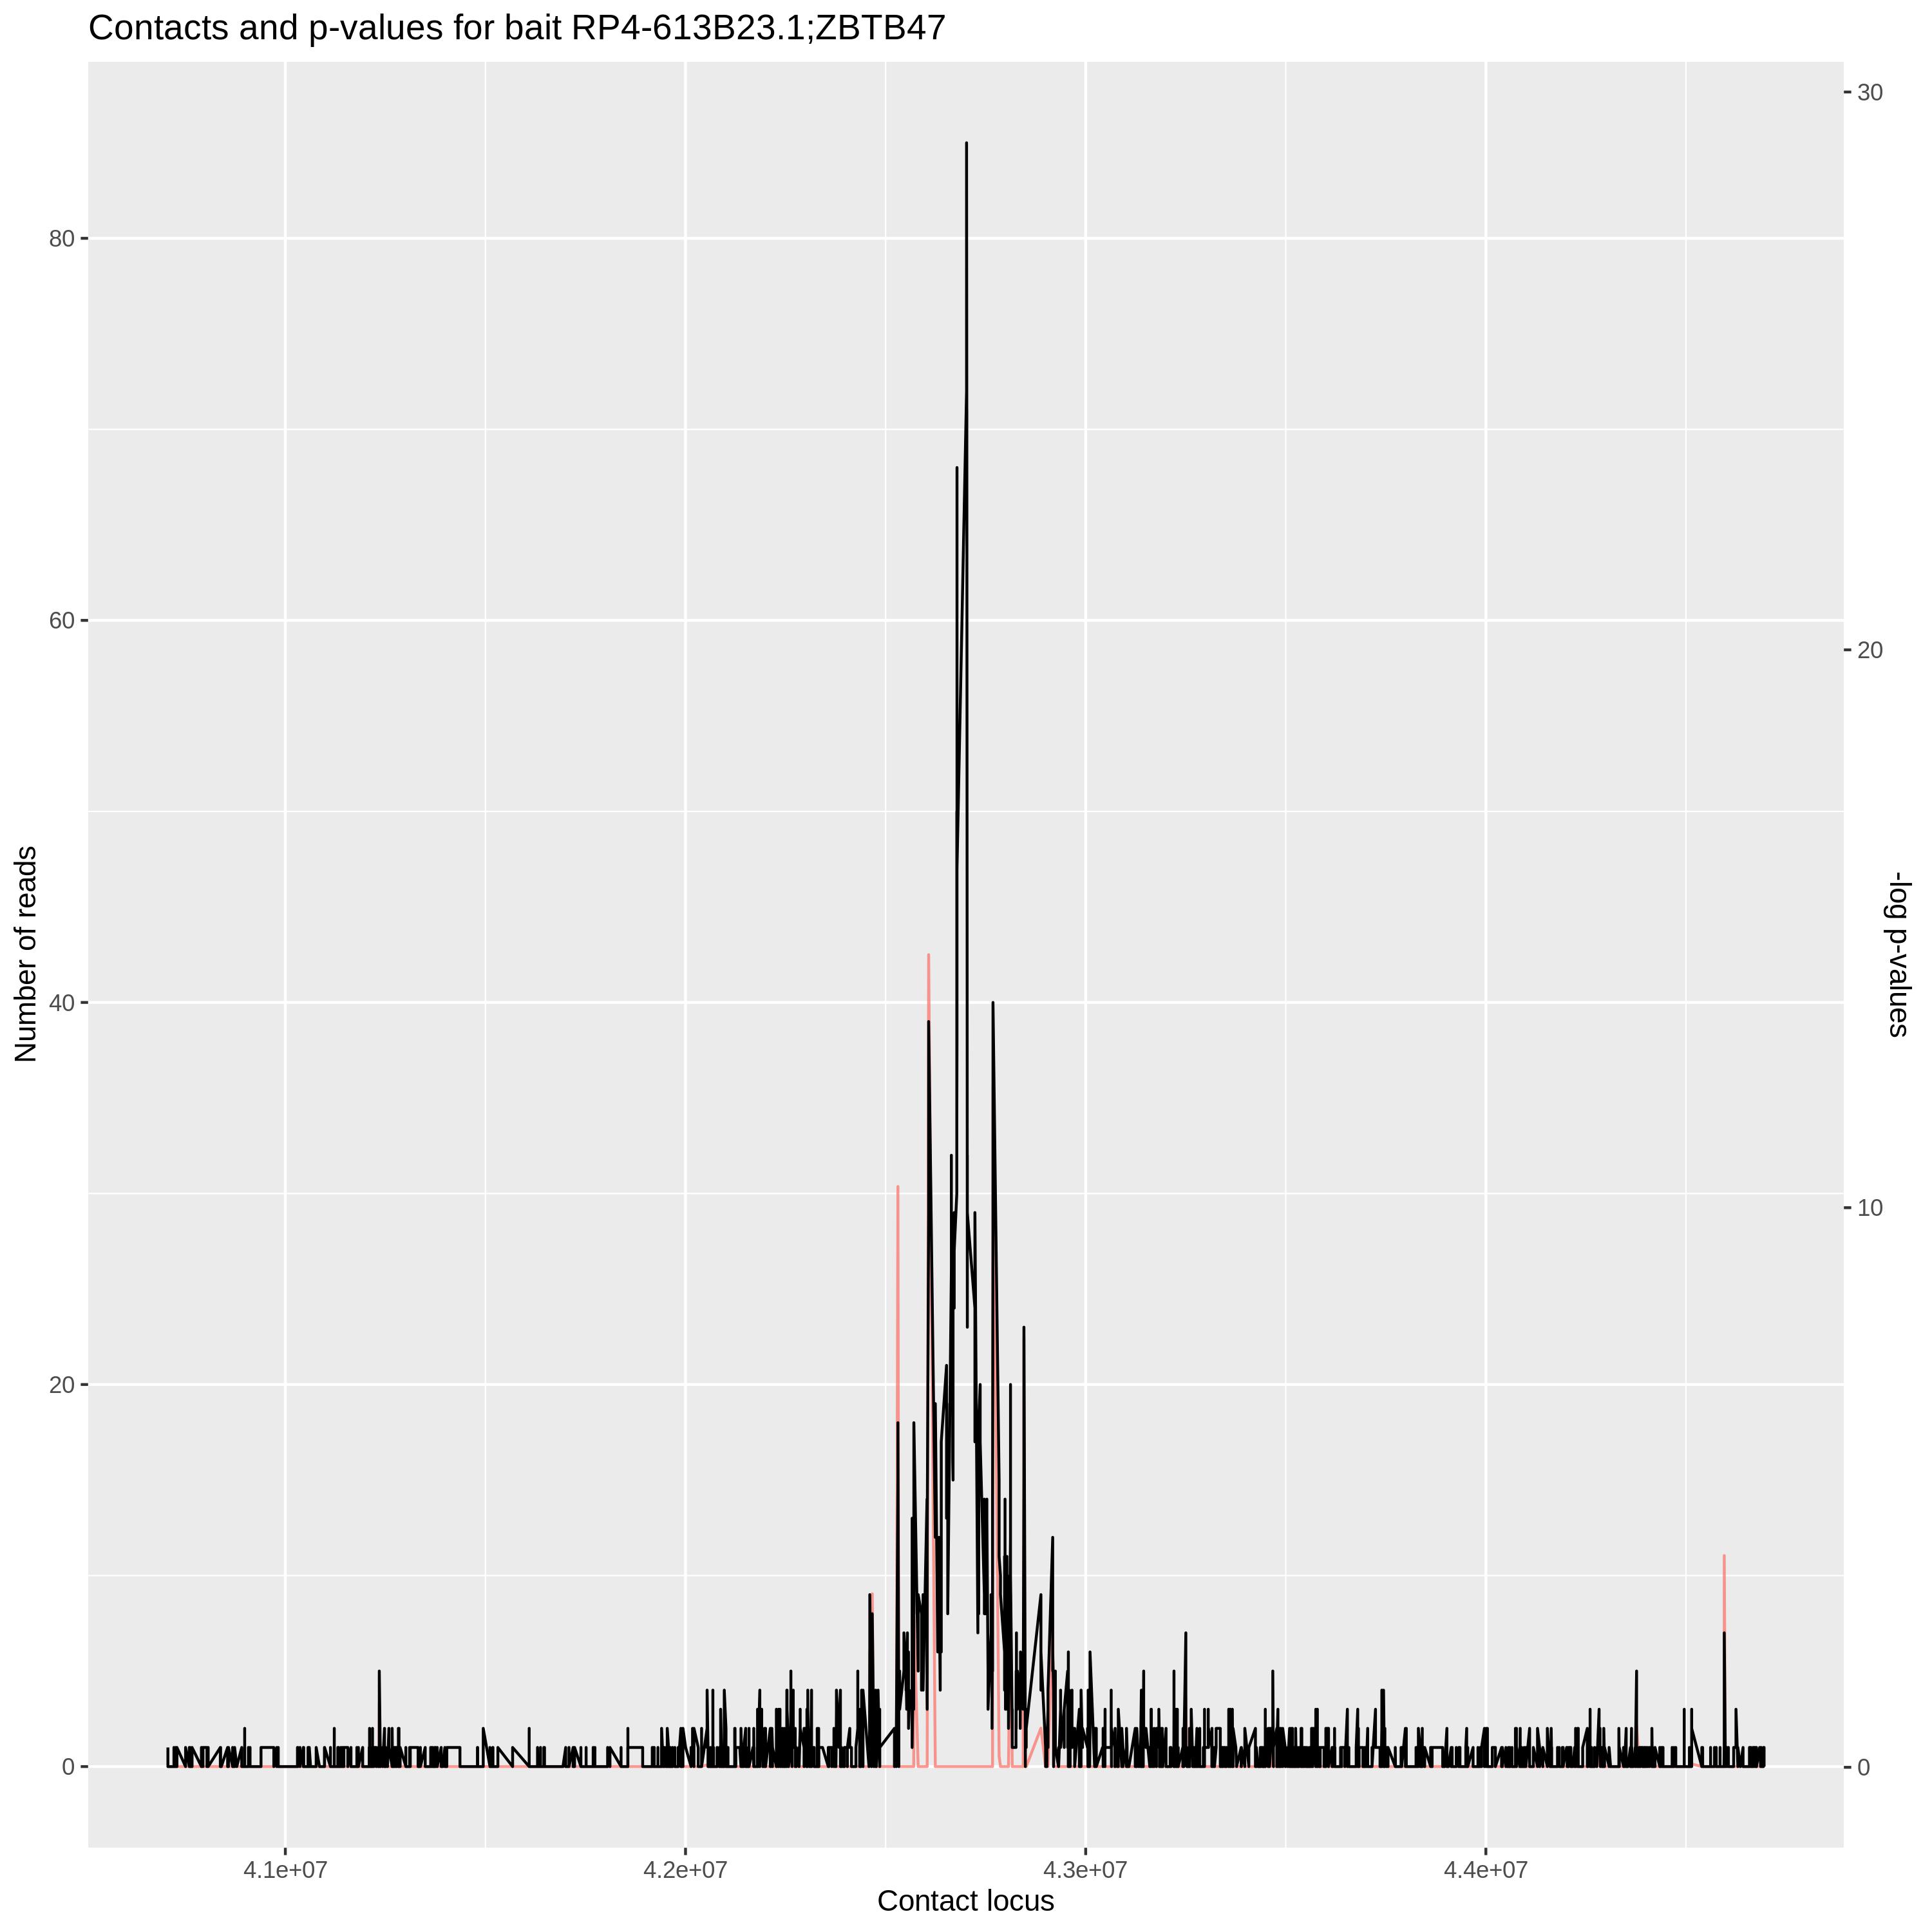 Contacts and p-values for bait RP4-613B23.1;ZBTB47
80
60
40
20
0
Number of reads
30
20
10
0
-log p-values
4.1e+07
4.2e+07
4.3e+07
4.4e+07
Contact locus